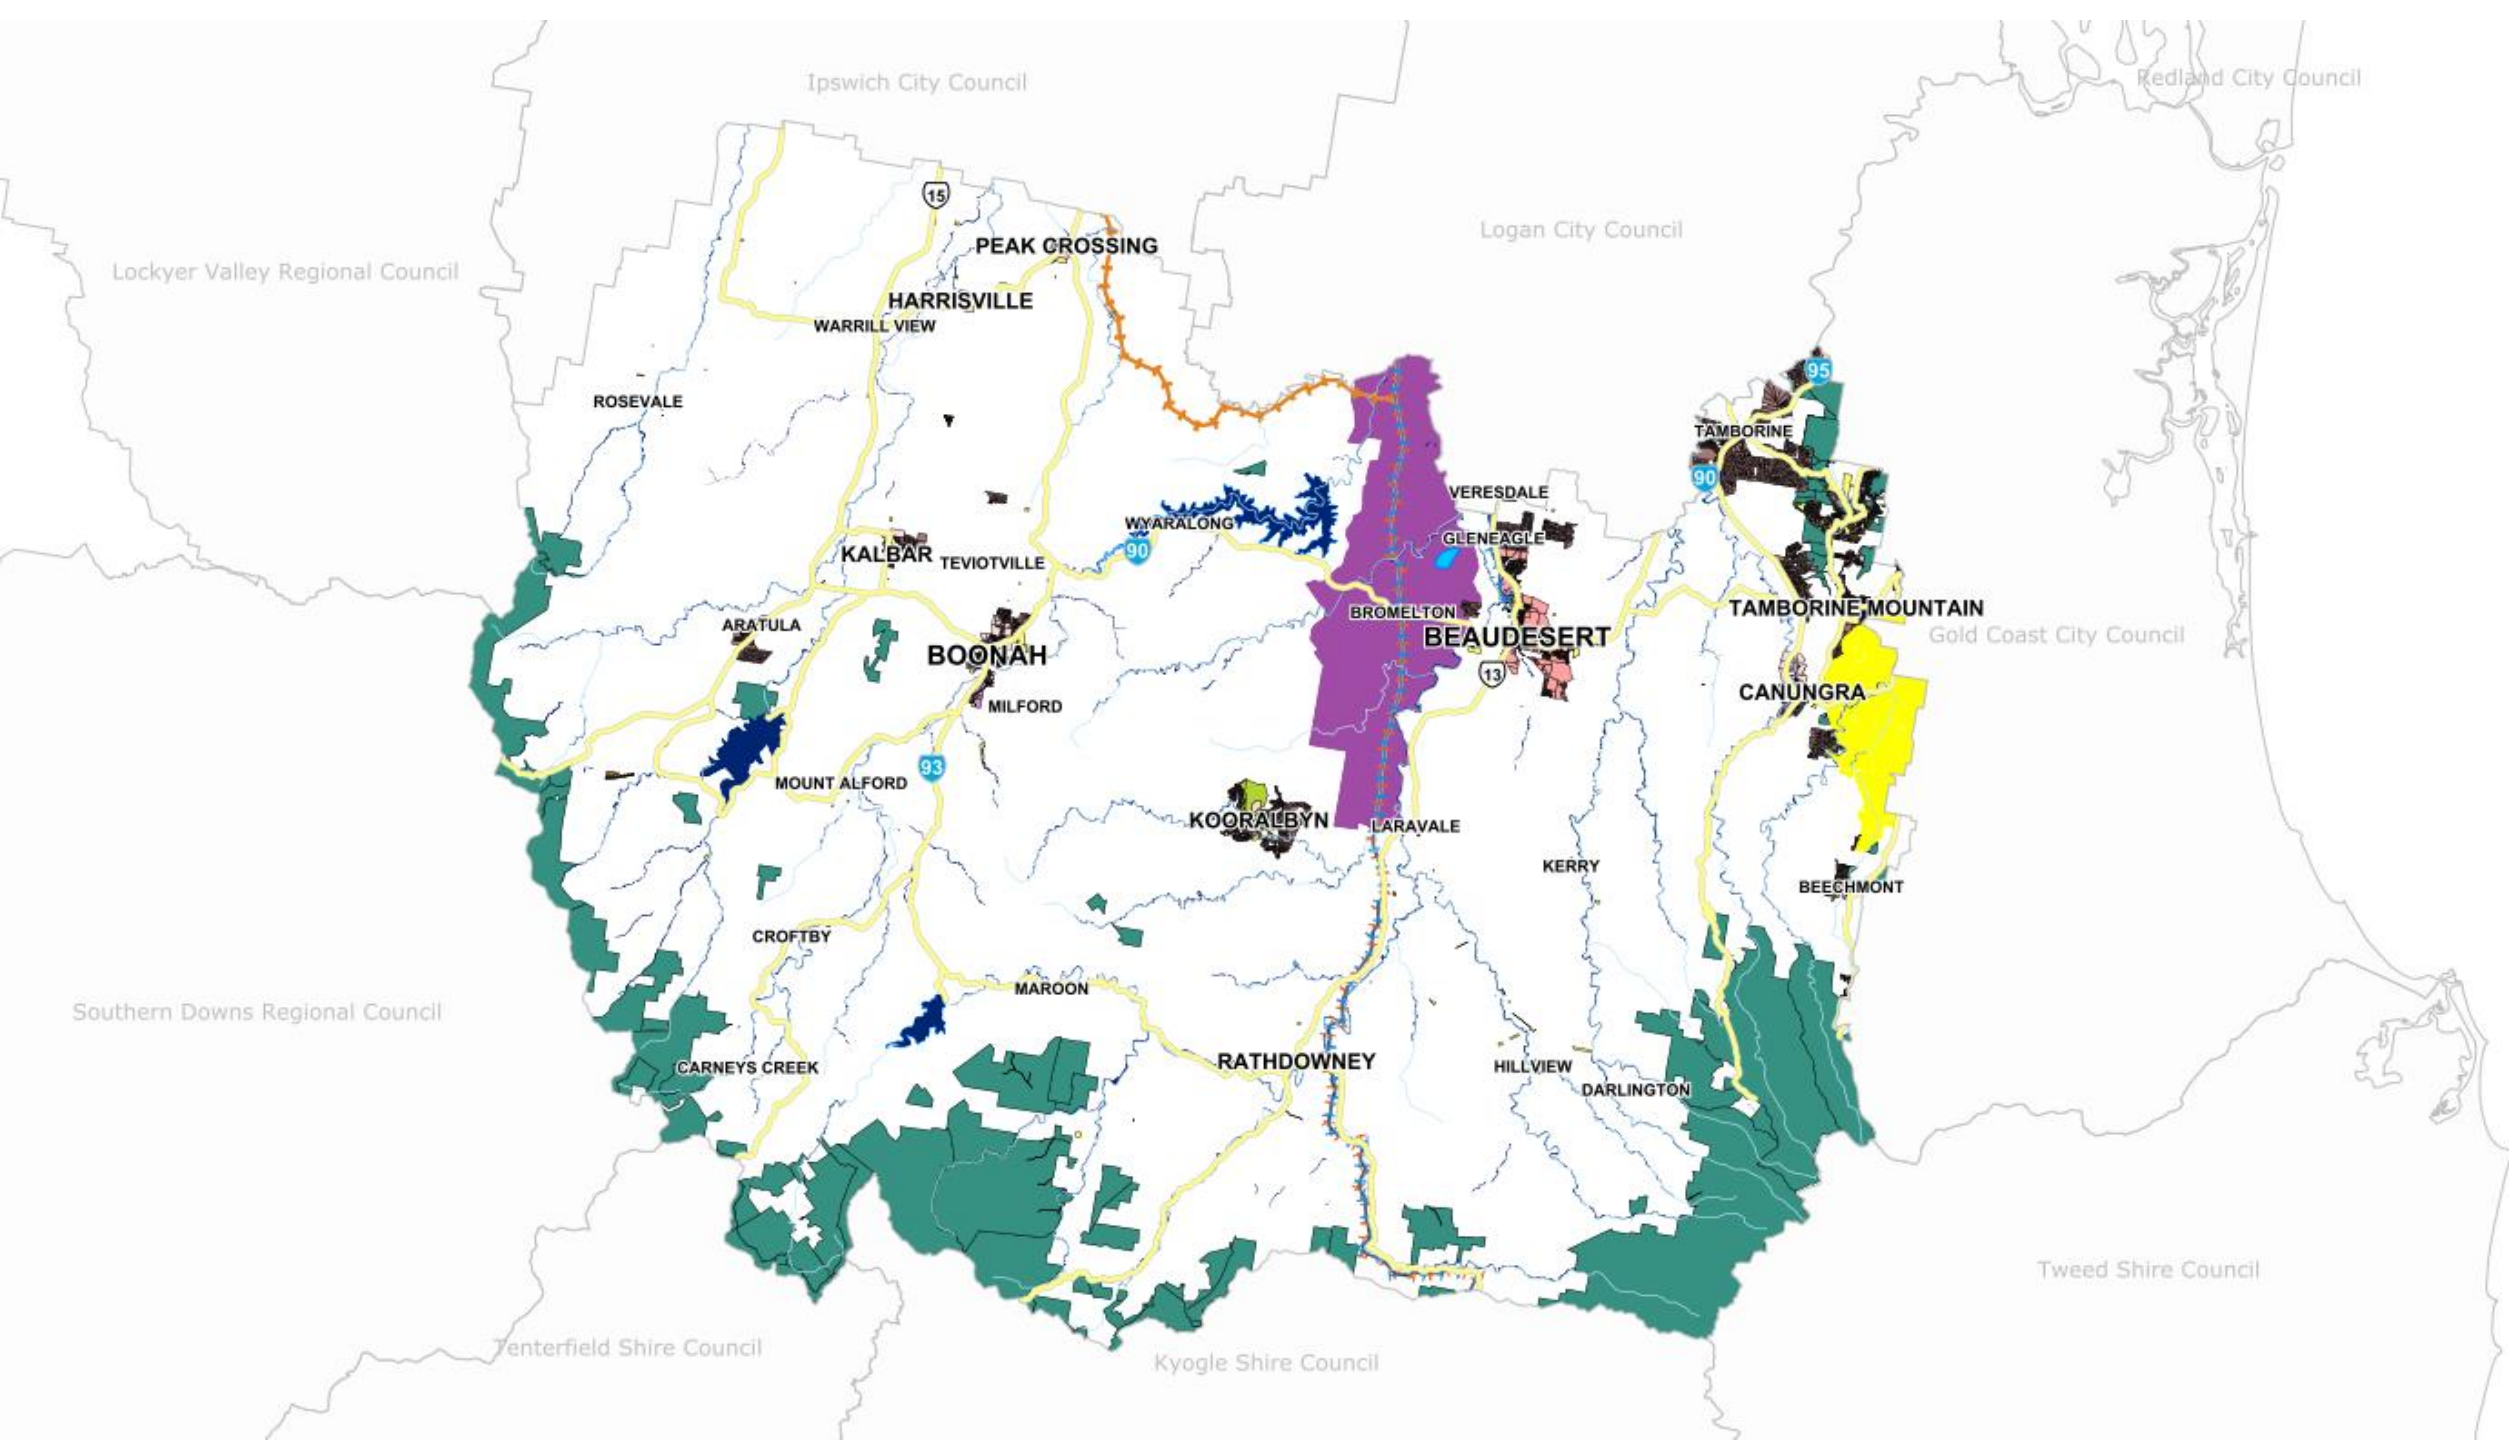 Ipswich City Council
Redland City Council
15
Logan City Council
PEAK CROSSING
Lockyer Valley Regional Council
HARRISVILLE
WARRILL VIEW
95
ROSEVALE
TAMBORINE
90
VERESDALE
WYARALONG
GLENEAGLE
90
KALBAR
TEVIOTVILLE
TAMBORINE MOUNTAIN
BROMELTON
ARATULA
BEAUDESERT
Gold Coast City Council
BOONAH
13
CANUNGRA
MILFORD
93
MOUNT ALFORD
KOORALBYN
LARAVALE
KERRY
BEECHMONT
CROFTBY
MAROON
Southern Downs Regional Council
RATHDOWNEY
CARNEYS CREEK
HILLVIEW
DARLINGTON
Tweed Shire Council
Tenterfield Shire Council
Kyogle Shire Council